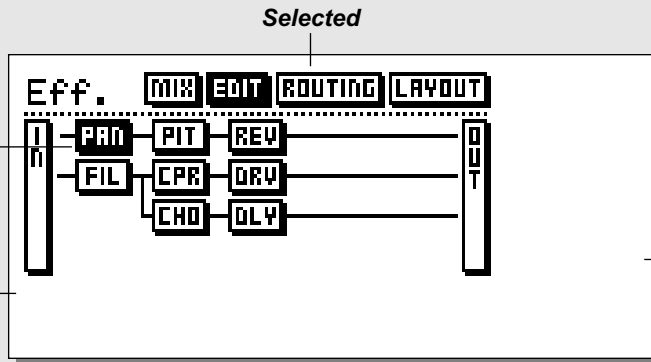 Selected
Eff. MIX EDIT ROUTING LAYOUT
In PAN PIT REV OUT
FIL CPR DRV
CHO DLY